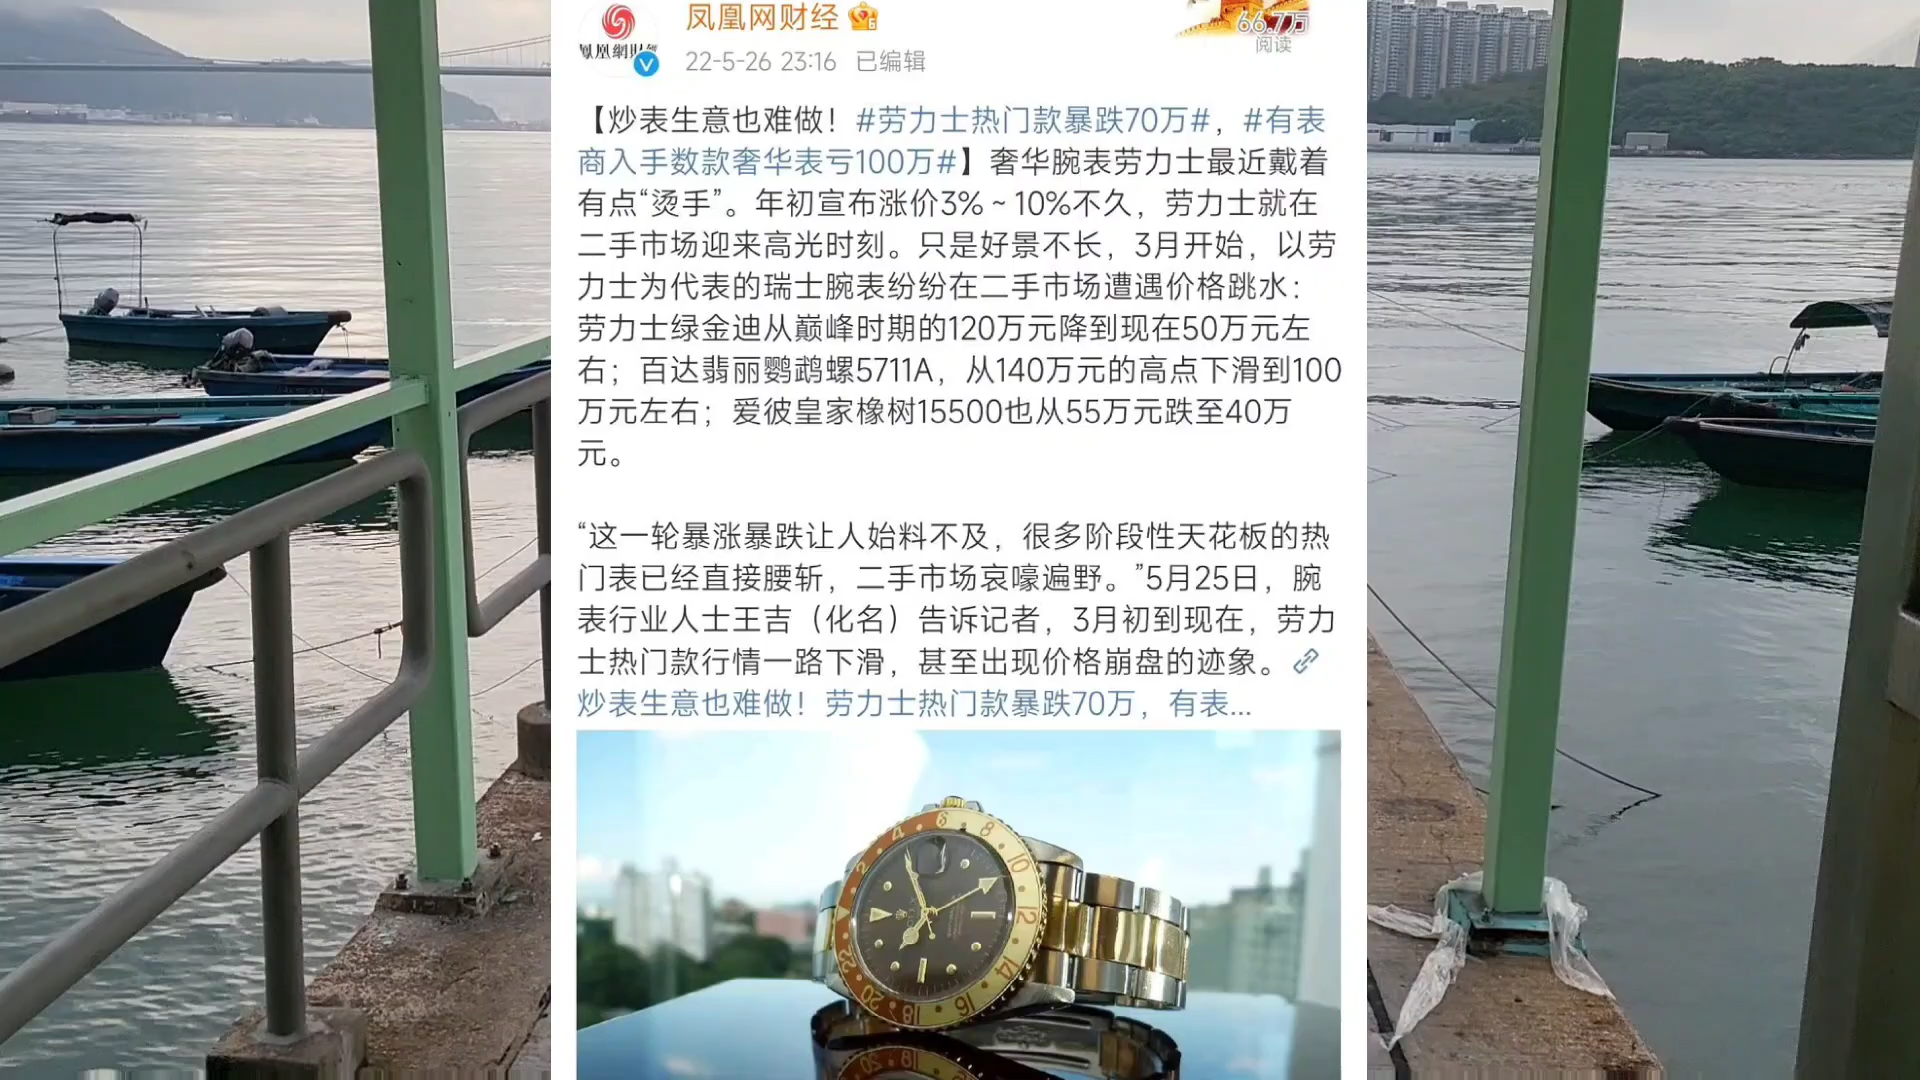 凤凰网财经
66.7万
阅读
22-5-26 23:16 已编辑
【炒表生意也难做！#劳力士热门款暴跌70万#，#有表
商入手数款奢华表亏100万#】奢华腕表劳力士最近戴着
有点“烫手”。年初宣布涨价3%~10%不久，劳力士就在
二手市场迎来高光时刻。只是好景不长，3月开始，以劳
力士为代表的瑞士腕表纷纷在二手市场遭遇价格跳水：
劳力士绿金迪从巅峰时期的120万元降到现在50万元左
右；百达翡丽鹦鹉螺5711A，从140万元的高点下滑到100
万元左右；爱彼皇家橡树15500也从55万元跌至40万
元。
“这一轮暴涨暴跌让人始料不及，很多阶段性天花板的热
门表已经直接腰斩，二手市场哀嚎遍野。”5月25日，腕
表行业人士王吉（化名）告诉记者，3月初到现在，劳力
士热门款行情一路下滑，甚至出现价格崩盘的迹象。
炒表生意也难做！劳力士热门款暴跌70万，有表...
2 4 6 8 10 12 14 16 18 20 22